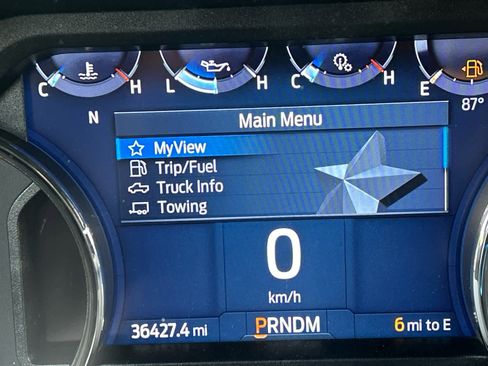 C H L H C H E
N 87°
Main Menu
MyView
Trip/Fuel
Truck Info
Towing
0
km/h
36427.4 mi PRNDM 6 mi to E